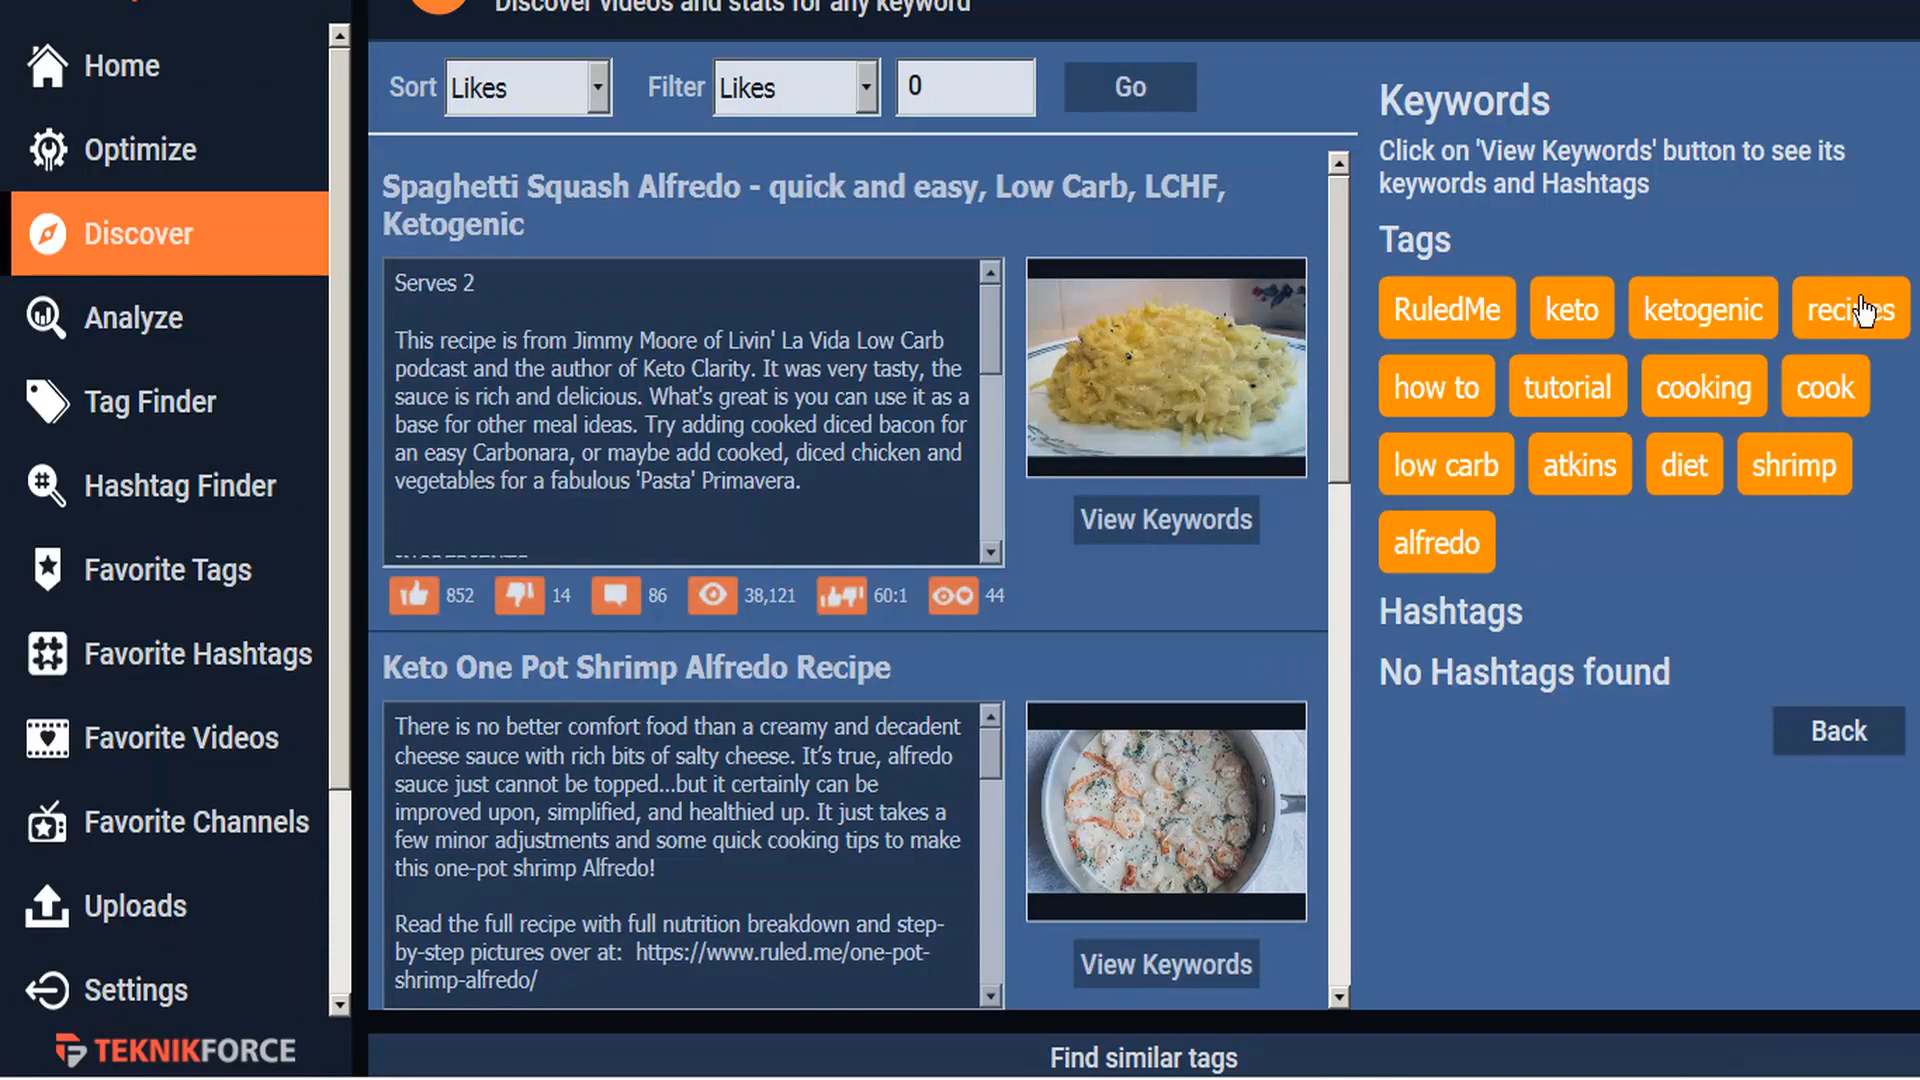 Discover videos and stats for any keyword
Home
Optimize
Discover
Analyze
Tag Finder
Hashtag Finder
Favorite Tags
Favorite Hashtags
Favorite Videos
Favorite Channels
Uploads
Settings
TEKNIKFORCE
Sort Likes Filter Likes 0 Go
Spaghetti Squash Alfredo - quick and easy, Low Carb, LCHF,
Ketogenic
Serves 2
This recipe is from Jimmy Moore of Livin' La Vida Low Carb
podcast and the author of Keto Clarity. It was very tasty, the
sauce is rich and delicious. What's great is you can use it as a
base for other meal ideas. Try adding cooked diced bacon for
an easy Carbonara, or maybe add cooked, diced chicken and
vegetables for a fabulous 'Pasta' Primavera.
View Keywords
852 14 86 38,121 60:1 44
Keto One Pot Shrimp Alfredo Recipe
There is no better comfort food than a creamy and decadent
cheese sauce with rich bits of salty cheese. It's true, alfredo
sauce just cannot be topped...but it certainly can be
improved upon, simplified, and healthied up. It just takes a
few minor adjustments and some quick cooking tips to make
this one-pot shrimp Alfredo!
Read the full recipe with full nutrition breakdown and step-
by-step pictures over at: https://www.ruled.me/one-pot-
shrimp-alfredo/
View Keywords
Keywords
Click on 'View Keywords' button to see its
keywords and Hashtags
Tags
RuledMe keto ketogenic recipes
how to tutorial cooking cook
low carb atkins diet shrimp
alfredo
Hashtags
No Hashtags found
Back
Find similar tags